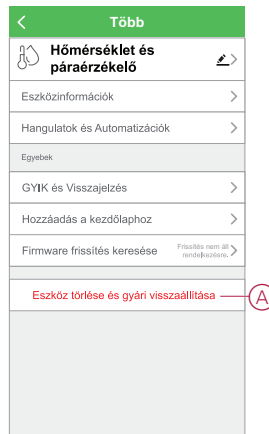 Több
Hőmérséklet és
páraérzékelő
Eszközinformációk
Hangulatok és Automatizációk
Egyebek
GYIK és Visszajelzés
Hozzáadás a kezdőlaphoz
Firmware frissítés keresése
Frissítés nem áll
rendelkezésre.
Eszköz törlése és gyári visszaállítása
A